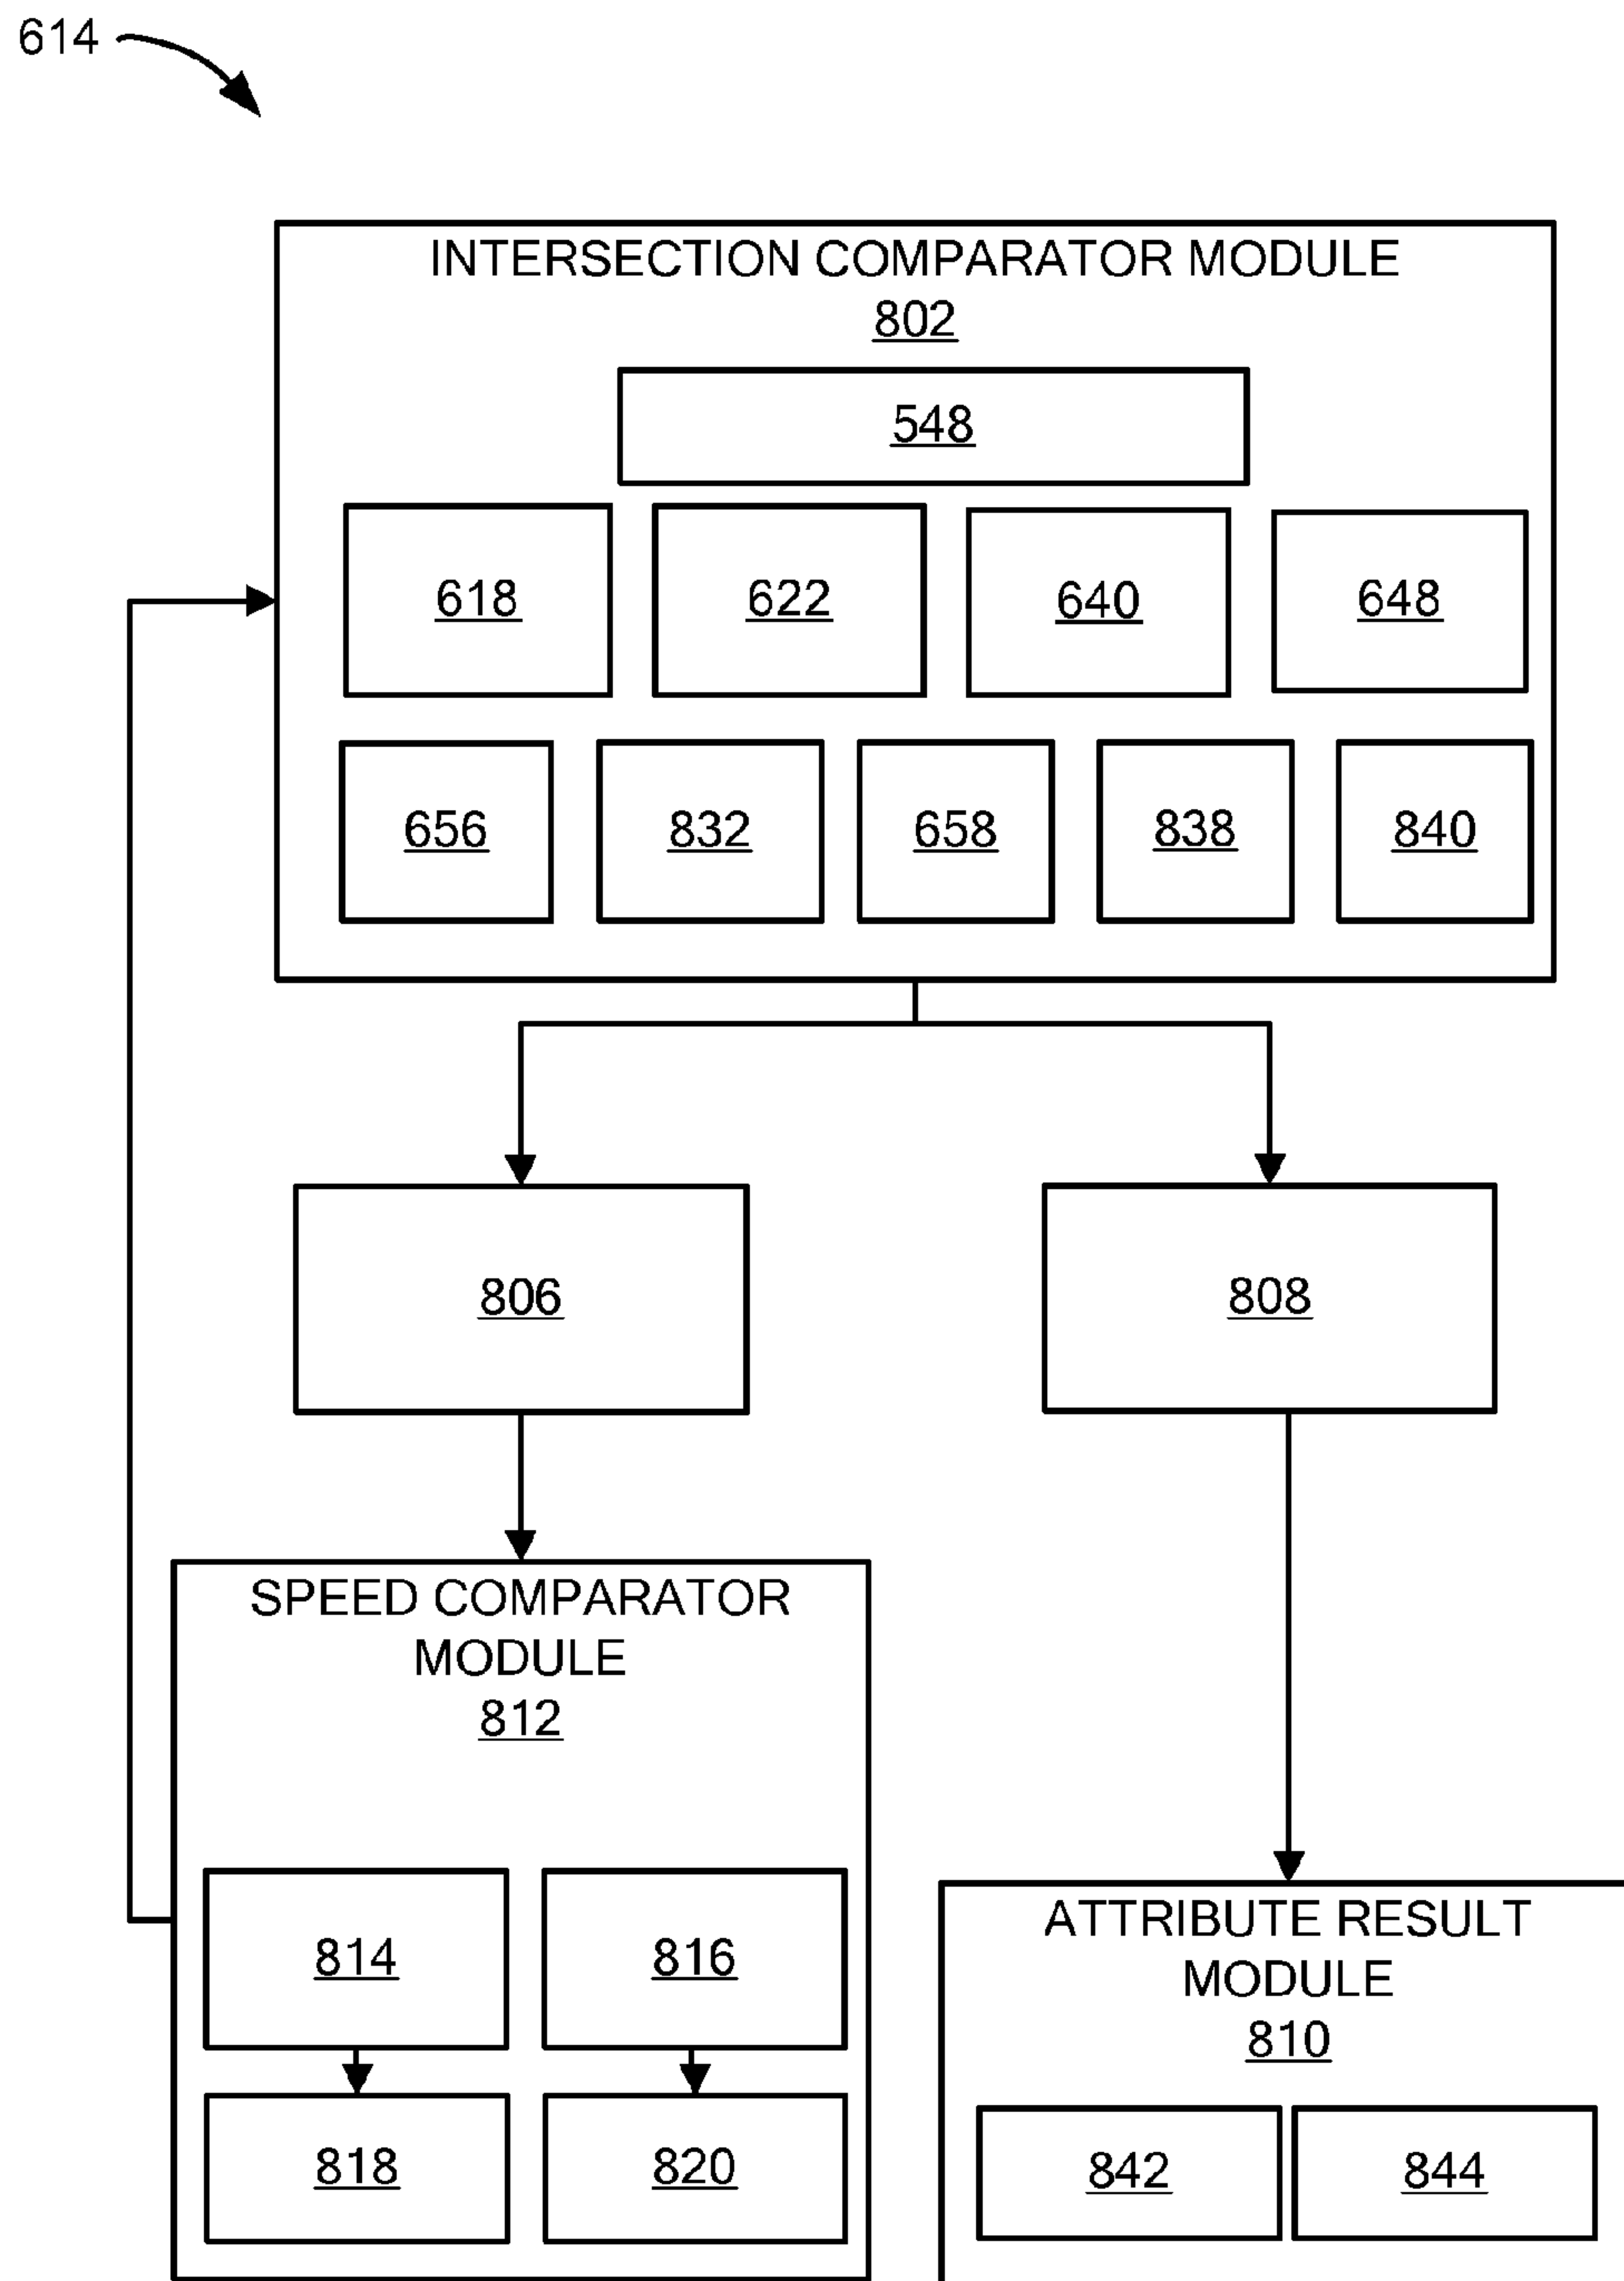 614
INTERSECTION COMPARATOR MODULE
802
548
618 622 640 648
656 832 658 838 840
806 808
SPEED COMPARATOR
MODULE
812
814 816
818 820
ATTRIBUTE RESULT
MODULE
810
842 844